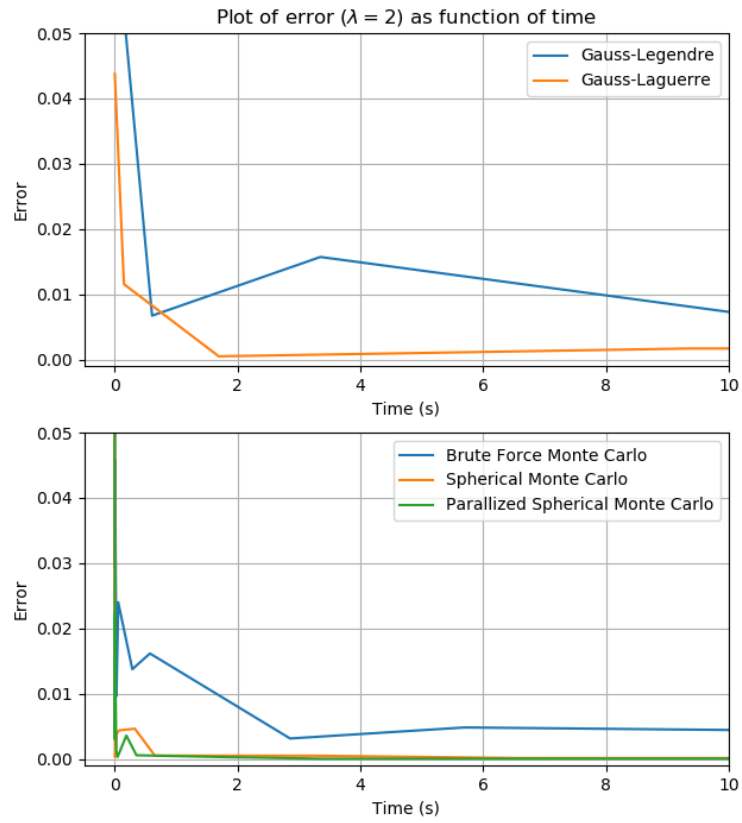 Plot of error (λ = 2) as function of time
0.05
0.04
0.03
0.02
0.01
0.00
Error
Gauss-Legendre
Gauss-Laguerre
0 2 4 6 8 10
Time (s)
0.05
0.04
0.03
0.02
0.01
0.00
Error
Brute Force Monte Carlo
Spherical Monte Carlo
Parallized Spherical Monte Carlo
0 2 4 6 8 10
Time (s)